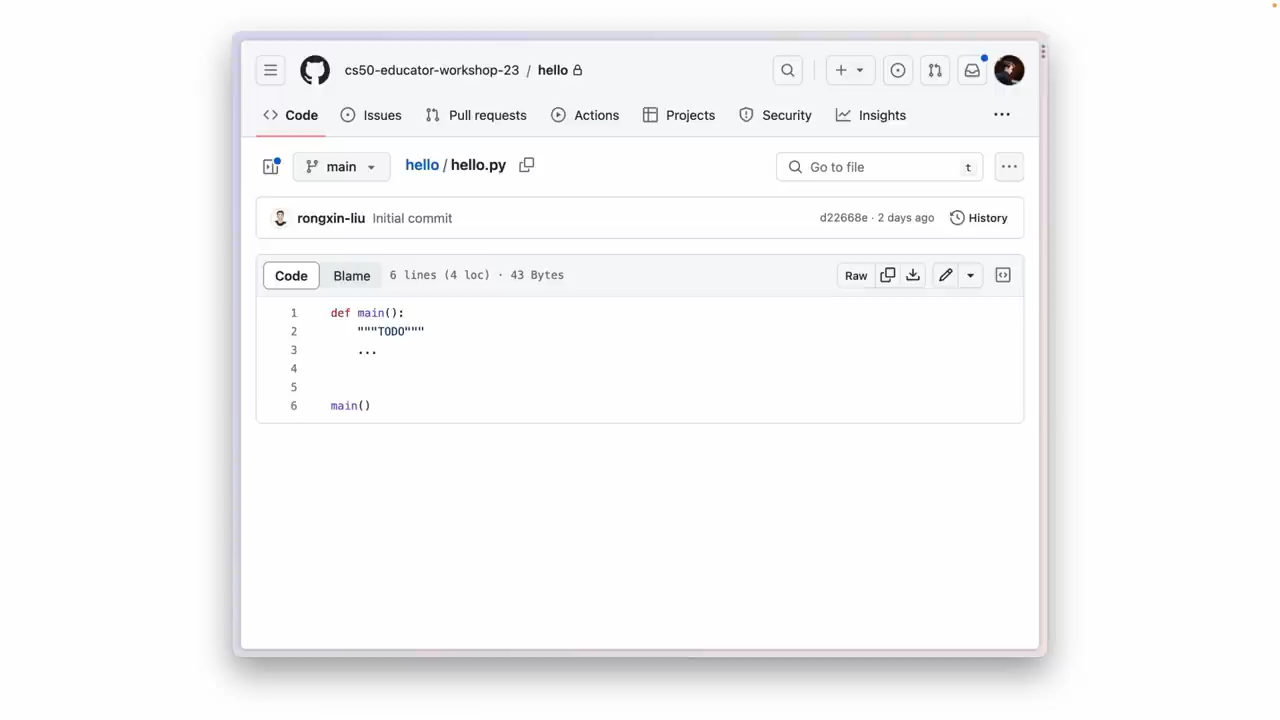 cs50-educator-workshop-23 / hello
Code Issues Pull requests Actions Projects Security Insights
main hello / hello.py Go to file t
rongxin-liu Initial commit d22668e · 2 days ago History
Code Blame 6 lines (4 loc) · 43 Bytes Raw
1 def main():
2 """TODO"""
3 ...
4
5
6 main()